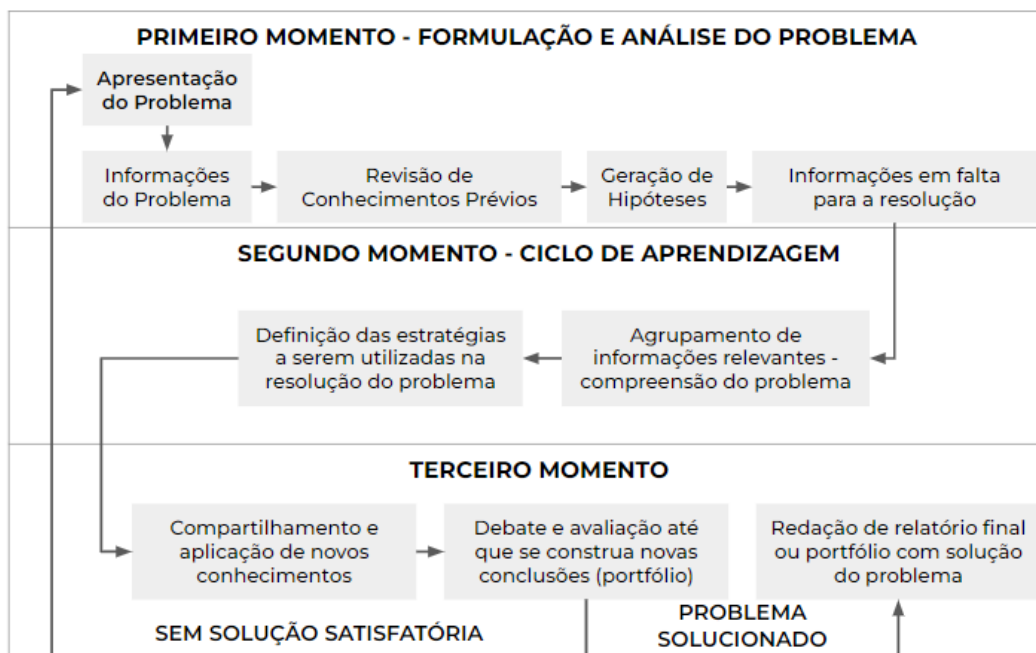 PRIMEIRO MOMENTO - FORMULAÇÃO E ANÁLISE DO PROBLEMA
Apresentação
do Problema
Informações
do Problema
Revisão de
Conhecimentos Prévios
Geração de
Hipóteses
Informações em falta
para a resolução
SEGUNDO MOMENTO - CICLO DE APRENDIZAGEM
Definição das estratégias
a serem utilizadas na
resolução do problema
Agrupamento de
informações relevantes -
compreensão do problema
TERCEIRO MOMENTO
Compartilhamento e
aplicação de novos
conhecimentos
Debate e avaliação até
que se construa novas
conclusões (portfólio)
Redação de relatório final
ou portfólio com solução
do problema
SEM SOLUÇÃO SATISFATÓRIA
PROBLEMA
SOLUCIONADO